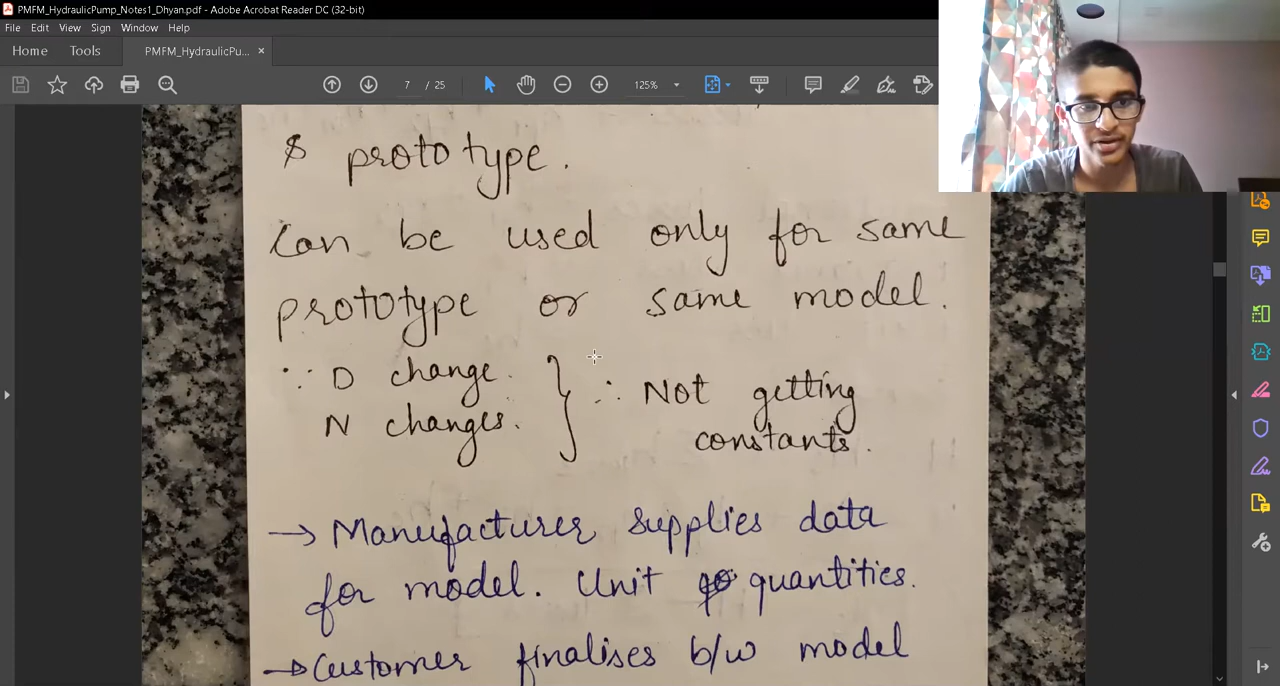 PMFM_HydraulicPump_Notes1_Dhyan.pdf - Adobe Acrobat Reader DC (32-bit)
File Edit View Sign Window Help
Home Tools PMFM_HydraulicPu... ×
7 / 25 125%
& prototype.
Can be used only for same
prototype or same model.
∵ D change. } ∴ Not getting
N changes. constants.
→ Manufacturer supplies data
for model. Unit quantities.
→ Customer finalises b/w model